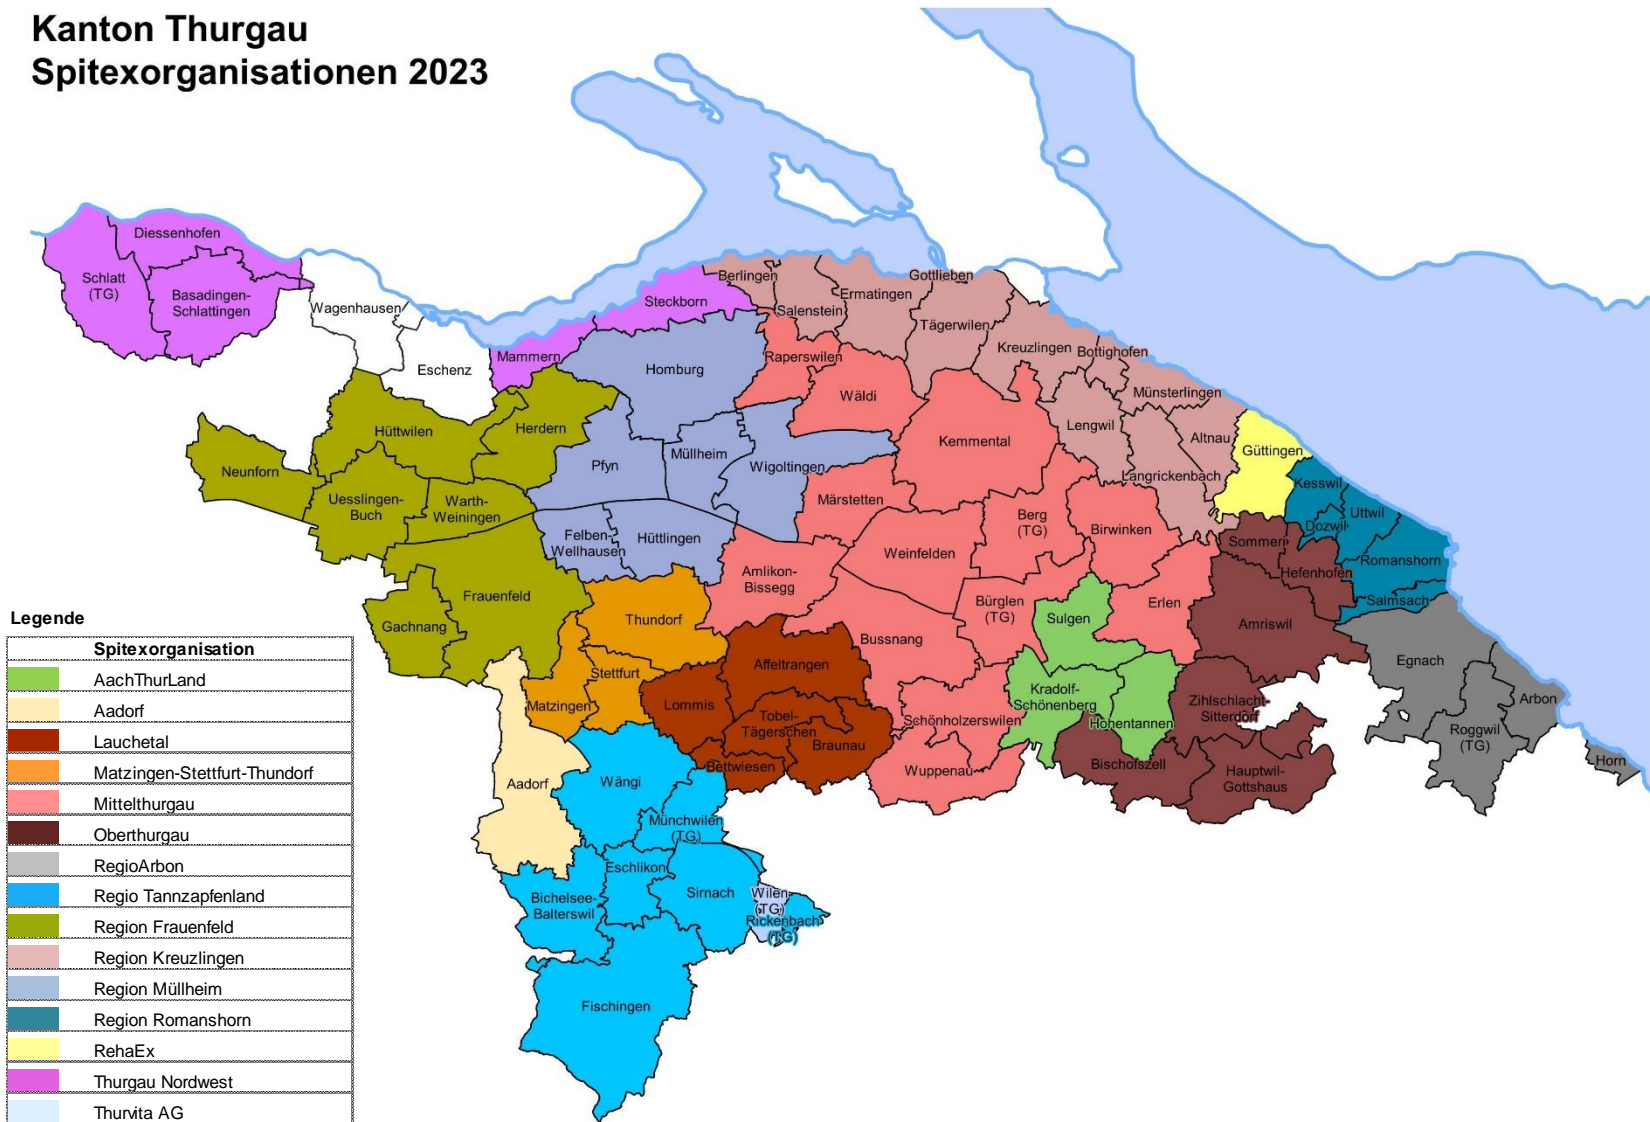 Kanton Thurgau
Spitexorganisationen 2023
Diessenhofen
Schlatt
(TG)
Basadingen-
Schlattingen
Wagenhausen
Eschenz
Mammern
Steckborn
Berlingen
Salenstein
Ermatingen
Gottlieben
Tägerwilen
Kreuzlingen
Bottighofen
Münsterlingen
Raperswilen
Homburg
Wäldi
Kemmental
Lengwil
Altnau
Langrickenbach
Güttingen
Kesswil
Uttwil
Dozwil
Romanshorn
Salmsach
Hüttwilen
Herdern
Neunforn
Uesslingen-
Buch
Warth-
Weiningen
Pfyn
Müllheim
Wigoltingen
Märstetten
Felben-
Wellhausen
Hüttlingen
Amlikon-
Bissegg
Weinfelden
Berg
(TG)
Birwinken
Sommeri
Hefenhofen
Amriswil
Erlen
Bürglen
(TG)
Sulgen
Frauenfeld
Gachnang
Thundorf
Stettfurt
Matzingen
Affeltrangen
Lommis
Tobel-
Tägerschen
Braunau
Bettwiesen
Bussnang
Schönholzerswilen
Wuppenau
Kradolf-
Schönenberg
Hohentannen
Zihlschlacht-
Sitterdorf
Bischofszell
Hauptwil-
Gottshaus
Egnach
Arbon
Roggwil
(TG)
Horn
Aadorf
Wängi
Münchwilen
(TG)
Eschlikon
Bichelsee-
Balterswil
Sirnach
Wilen
(TG)
Rickenbach
(TG)
Fischingen
Legende
Spitexorganisation
AachThurLand
Aadorf
Lauchetal
Matzingen-Stettfurt-Thundorf
Mittelthurgau
Oberthurgau
RegioArbon
Regio Tannzapfenland
Region Frauenfeld
Region Kreuzlingen
Region Müllheim
Region Romanshorn
RehaEx
Thurgau Nordwest
Thurvita AG